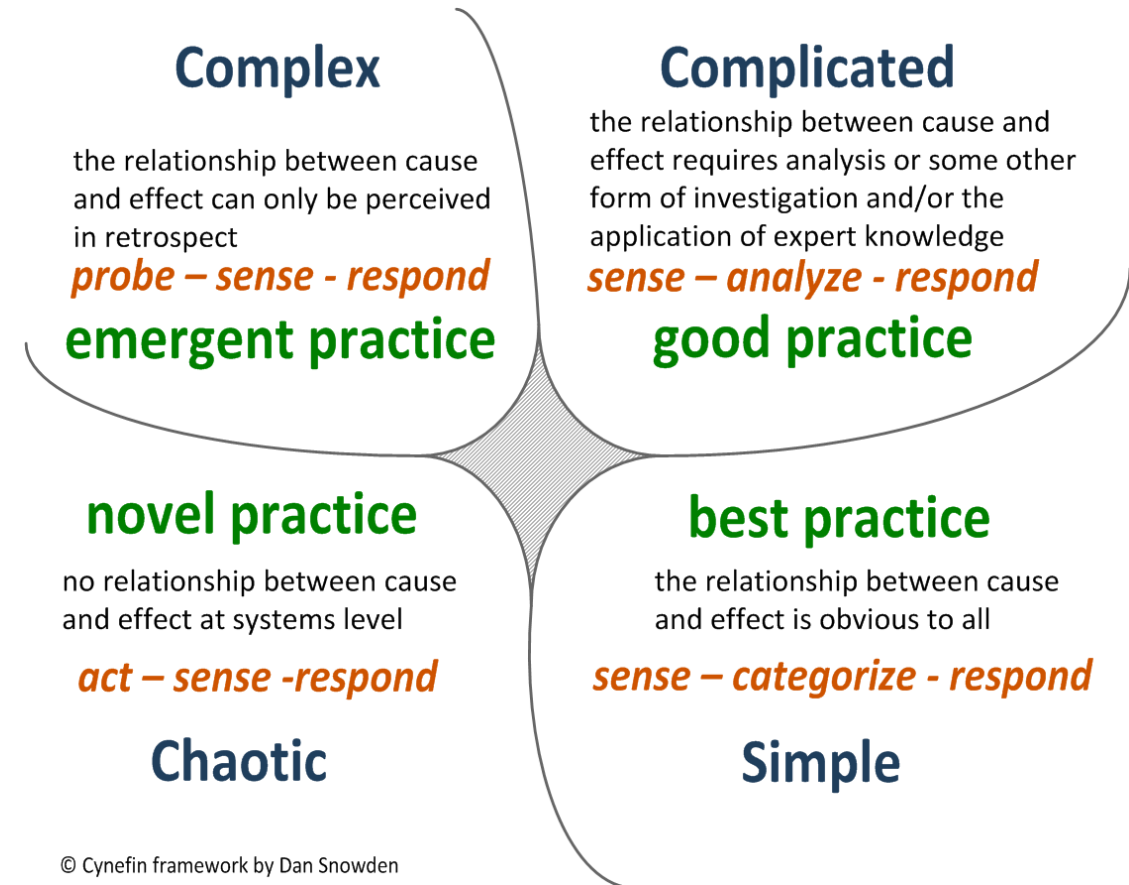 Complex
the relationship between cause
and effect can only be perceived
in retrospect
probe – sense - respond
emergent practice
Complicated
the relationship between cause and
effect requires analysis or some other
form of investigation and/or the
application of expert knowledge
sense – analyze - respond
good practice
novel practice
no relationship between cause
and effect at systems level
act – sense -respond
Chaotic
best practice
the relationship between cause
and effect is obvious to all
sense – categorize - respond
Simple
© Cynefin framework by Dan Snowden